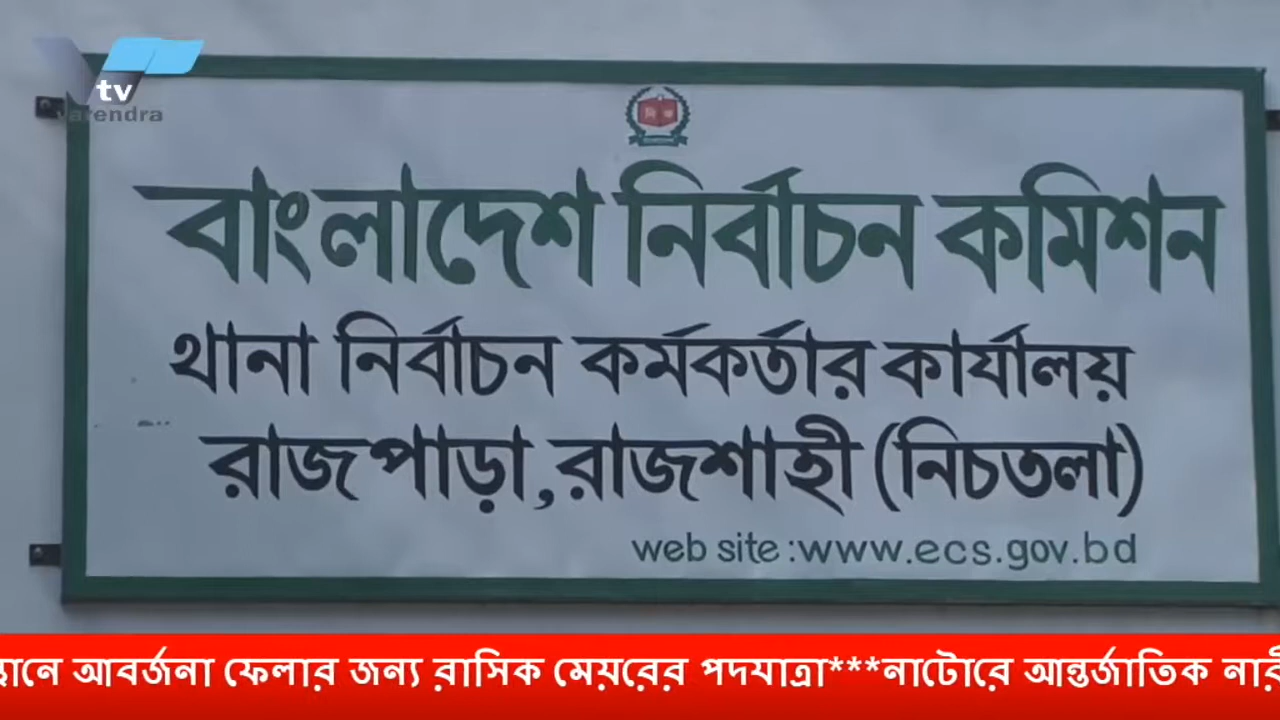 tv
varendra
বাংলাদেশ নির্বাচন কমিশন
থানা নির্বাচন কর্মকর্তার কার্যালয়
রাজপাড়া, রাজশাহী (নিচতলা)
web site :www.ecs.gov.bd
আবর্জনা ফেলার জন্য রাসিক মেয়রের পদযাত্রা***নাটোরে আন্তর্জাতিক